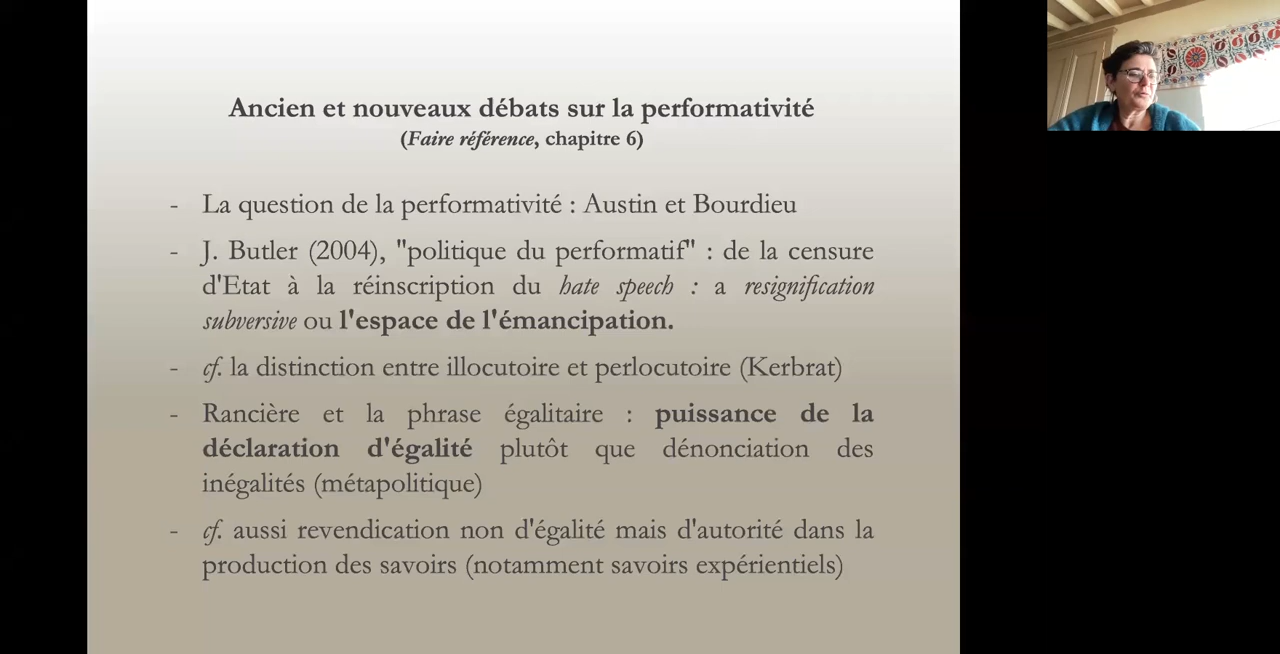 Ancien et nouveaux débats sur la performativité
(Faire référence, chapitre 6)
- La question de la performativité : Austin et Bourdieu
- J. Butler (2004), "politique du performatif" : de la censure
d'Etat à la réinscription du hate speech : a resignification
subversive ou l'espace de l'émancipation.
- cf. la distinction entre illocutoire et perlocutoire (Kerbrat)
- Rancière et la phrase égalitaire : puissance de la
déclaration d'égalité plutôt que dénonciation des
inégalités (métapolitique)
- cf. aussi revendication non d'égalité mais d'autorité dans la
production des savoirs (notamment savoirs expérientiels)